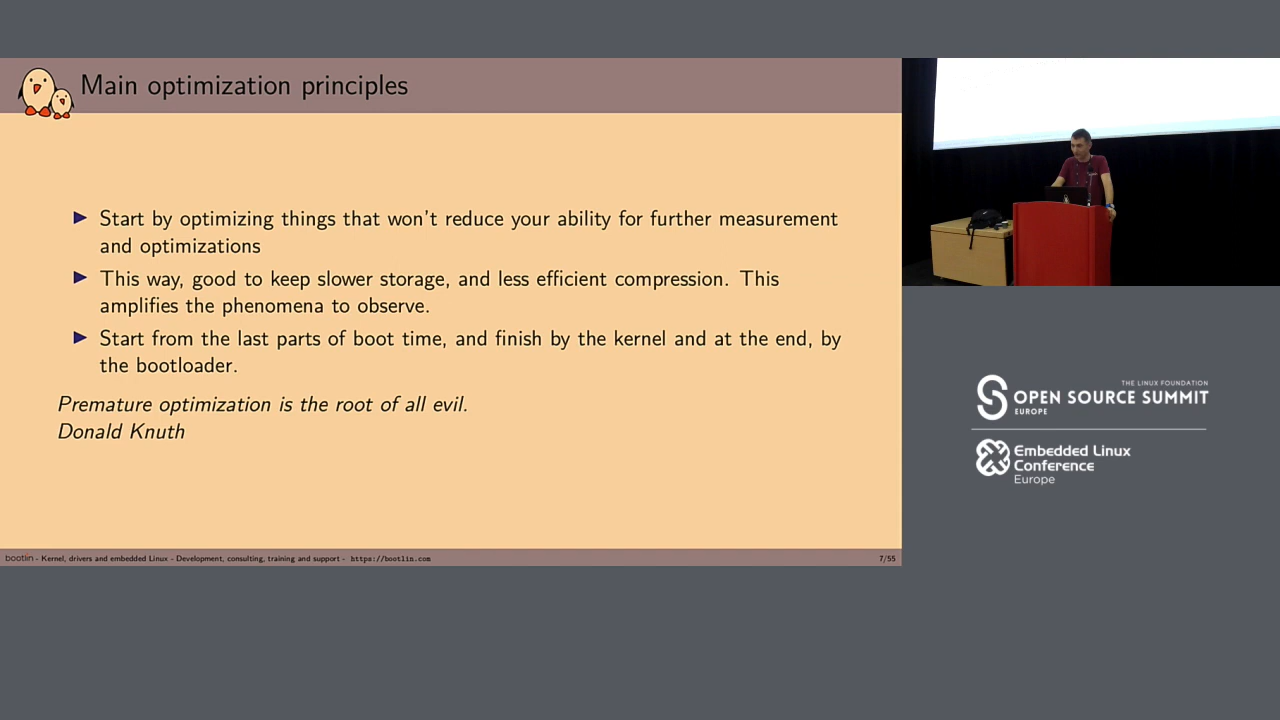 Main optimization principles
Start by optimizing things that won't reduce your ability for further measurement
and optimizations
This way, good to keep slower storage, and less efficient compression. This
amplifies the phenomena to observe.
Start from the last parts of boot time, and finish by the kernel and at the end, by
the bootloader.
Premature optimization is the root of all evil.
Donald Knuth
bootlin - Kernel, drivers and embedded Linux - Development, consulting, training and support - https://bootlin.com
7/55
THE LINUX FOUNDATION
OPEN SOURCE SUMMIT
EUROPE
Embedded Linux
Conference
Europe